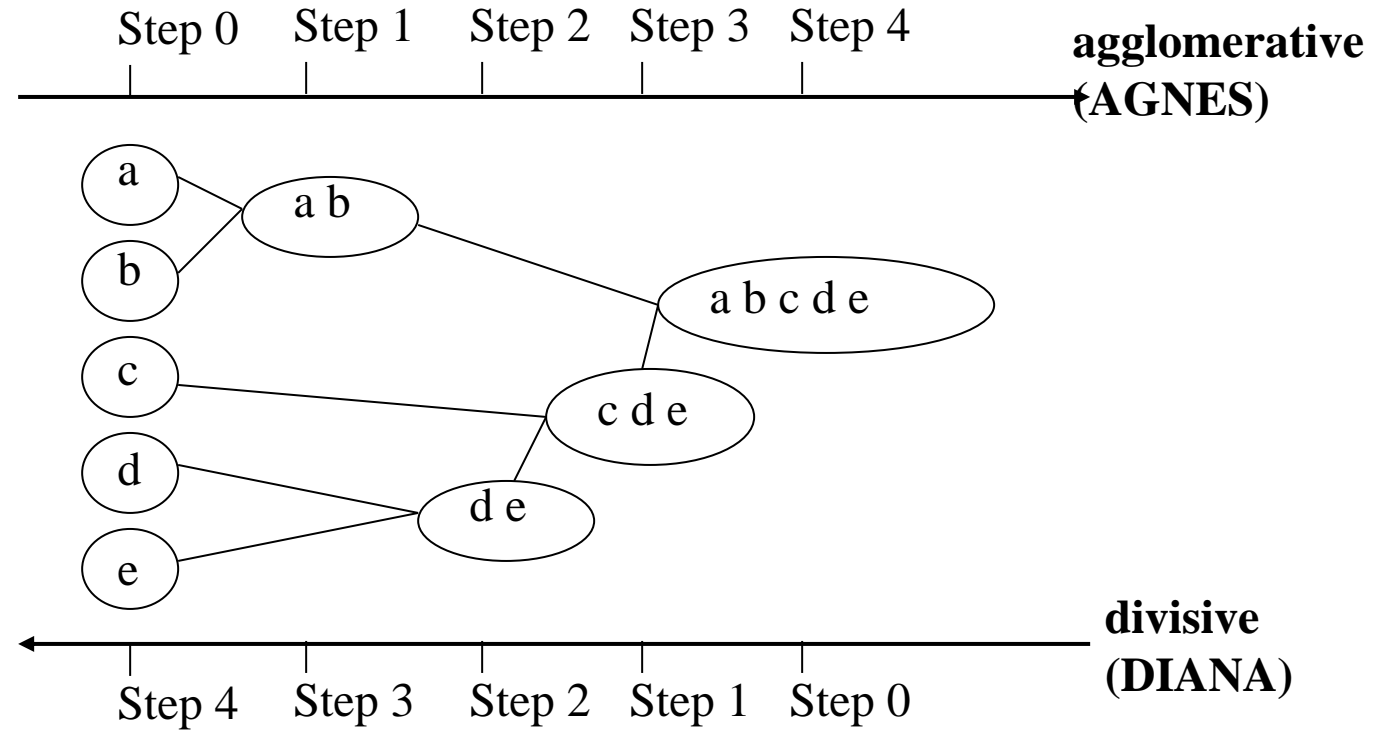 Step 0 Step 1 Step 2 Step 3 Step 4
agglomerative
(AGNES)
a
a b
b
a b c d e
c
c d e
d
d e
e
divisive
(DIANA)
Step 4 Step 3 Step 2 Step 1 Step 0